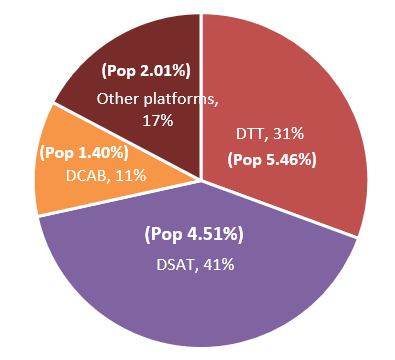 (Pop 2.01%)
Other platforms,
17%
DTT, 31%
(Pop 5.46%)
(Pop 1.40%)
DCAB, 11%
(Pop 4.51%)
DSAT, 41%